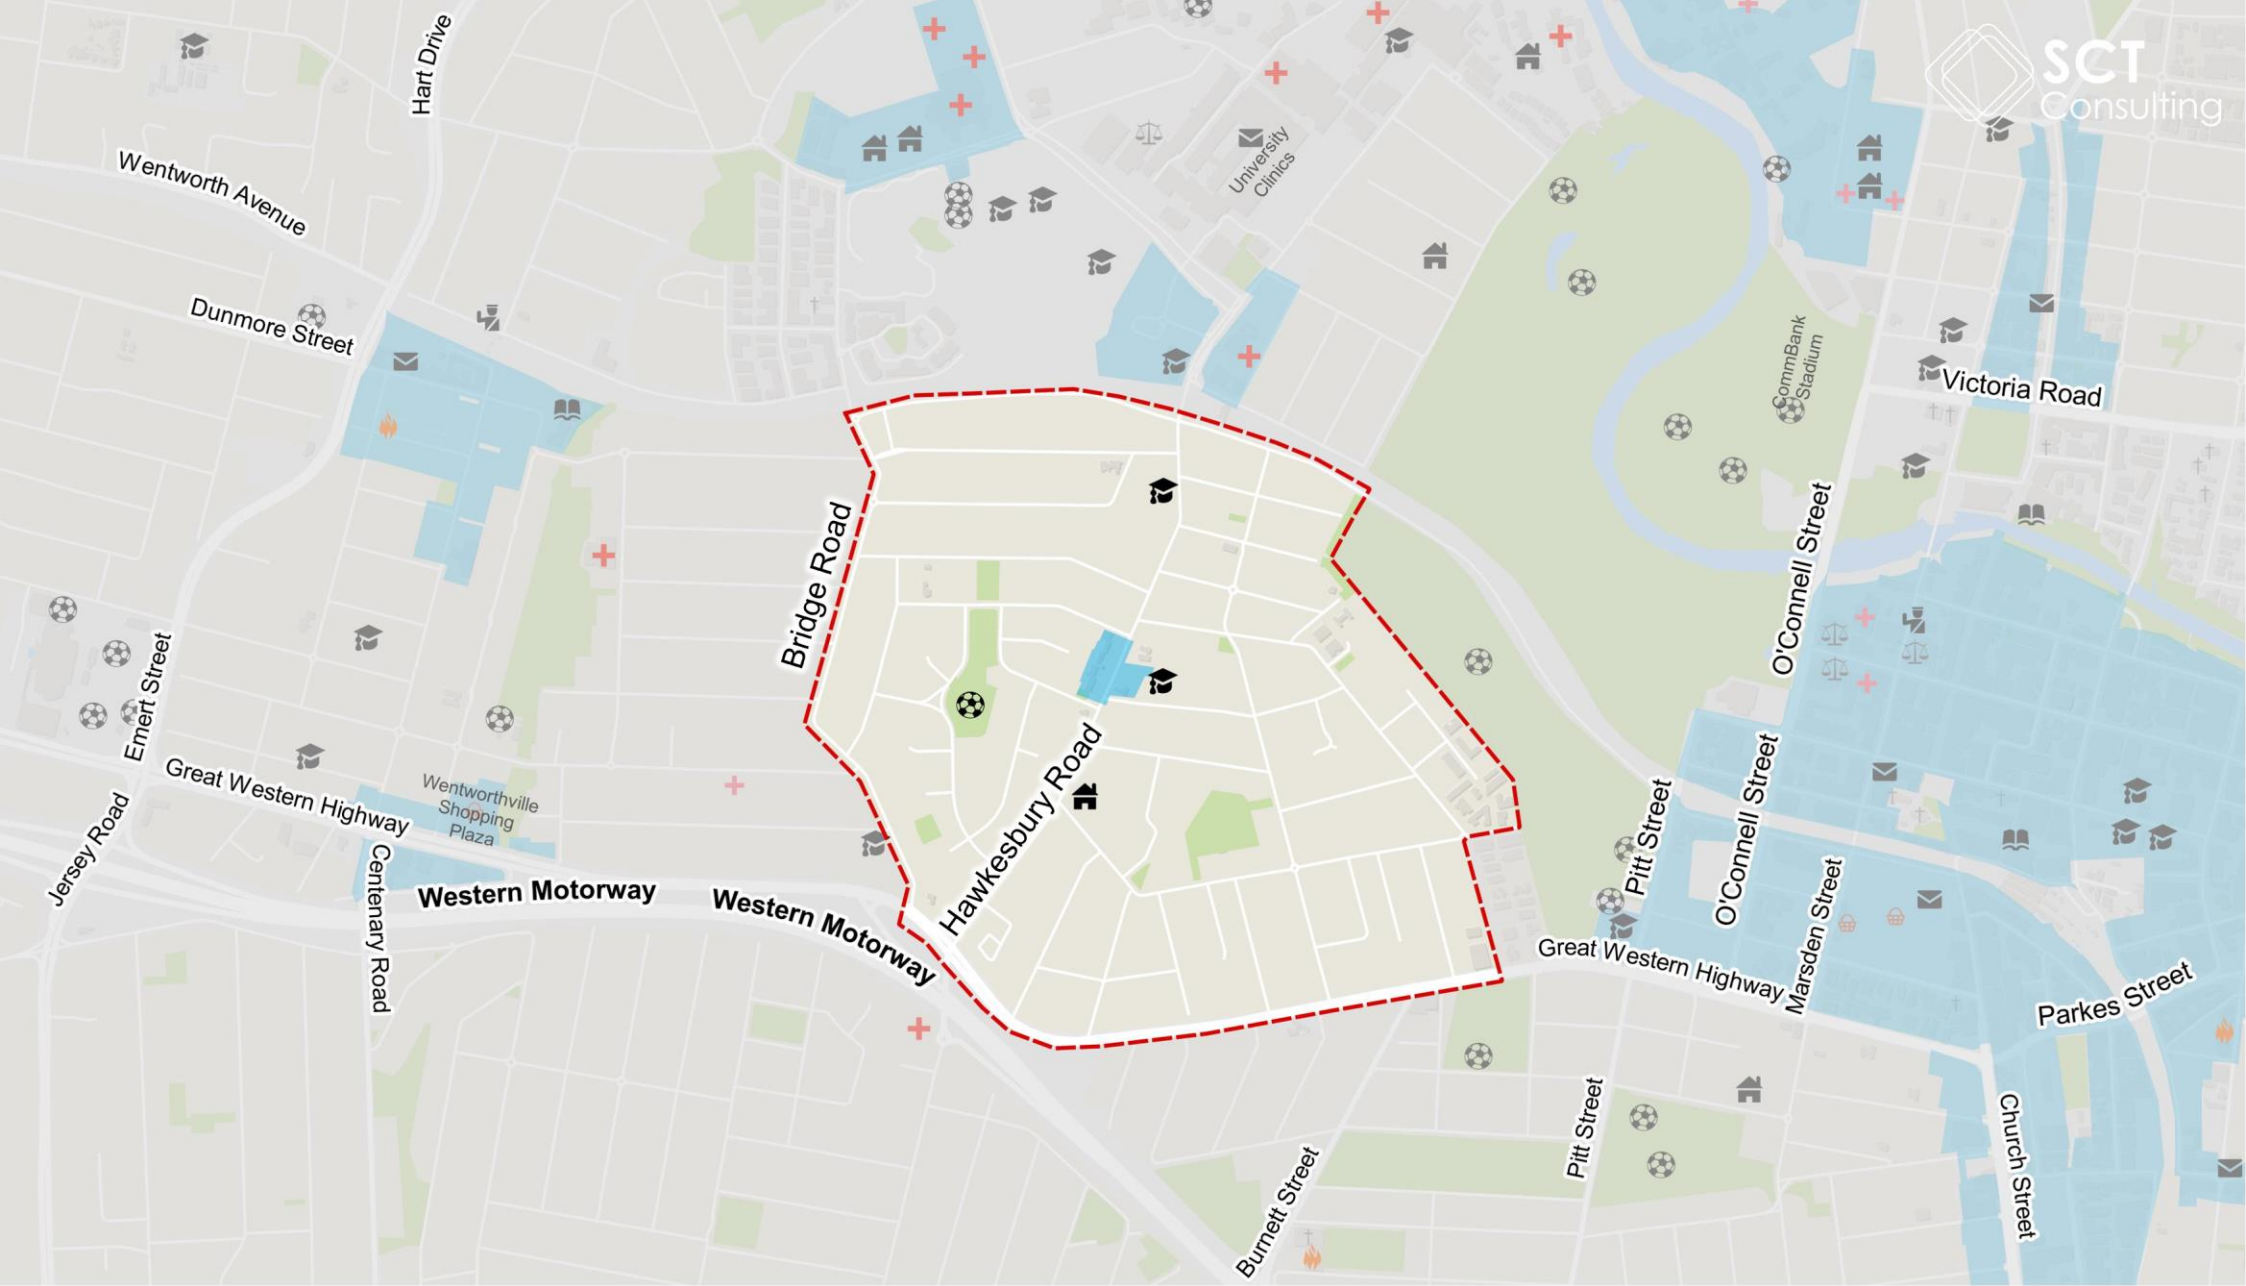 SCT
Consulting
Hart Drive
Wentworth Avenue
University
Clinics
Dunmore Street
CommBank
Stadium
Victoria Road
O'Connell Street
Bridge Road
Emert Street
Great Western Highway
Wentworthville
Shopping
Plaza
Jersey Road
Centenary Road
Western Motorway
Western Motorway
Hawkesbury Road
Pitt Street
O'Connell Street
Marsden Street
Great Western Highway
Parkes Street
Pitt Street
Burnett Street
Church Street